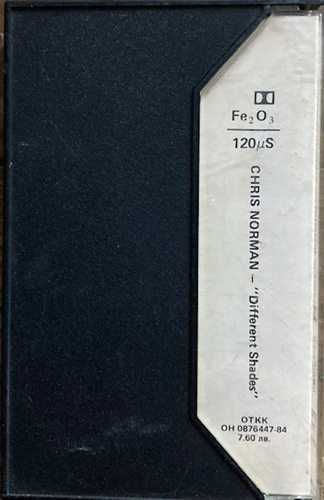 Fe₂O₃
120µS
CHRIS NORMAN – "Different Shades"
ОТКК
ОН 0876447-84
7.60 лв.